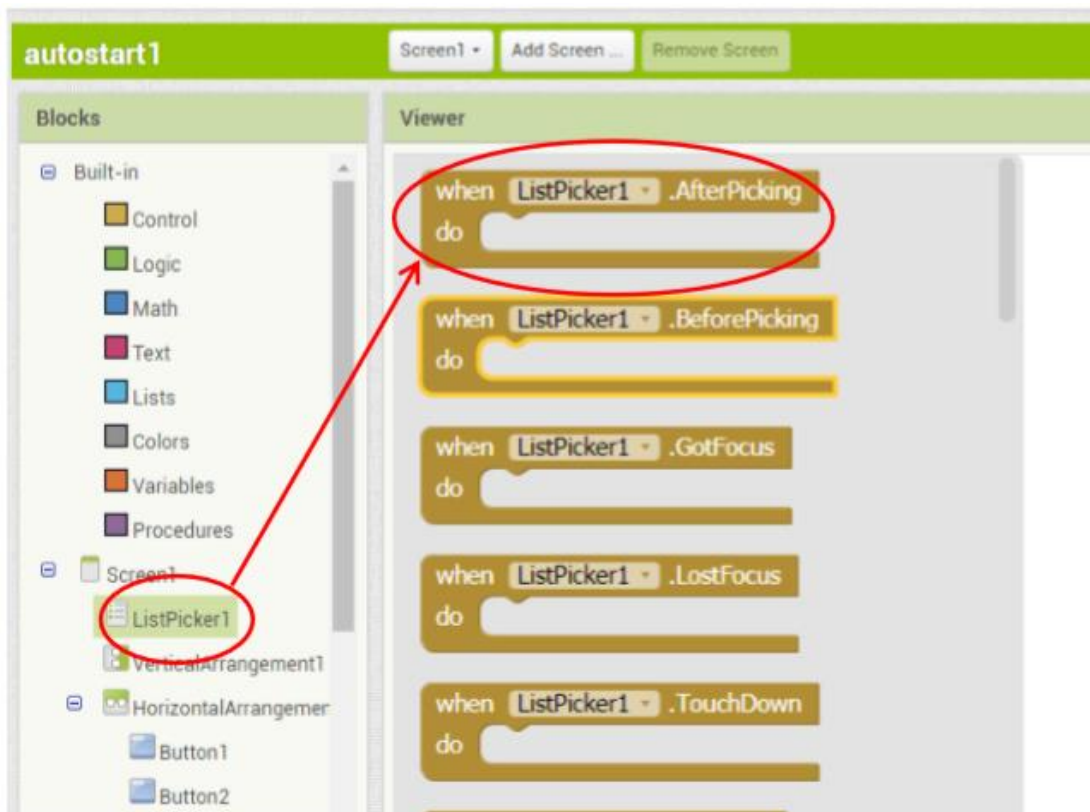 autostart1
Screen1
Add Screen ...
Remove Screen
Blocks
Viewer
Built-in
Control
Logic
Math
Text
Lists
Colors
Variables
Procedures
Screen1
ListPicker1
VerticalArrangement1
HorizontalArrangemer
Button1
Button2
when ListPicker1 .AfterPicking
do
when ListPicker1 .BeforePicking
do
when ListPicker1 .GotFocus
do
when ListPicker1 .LostFocus
do
when ListPicker1 .TouchDown
do